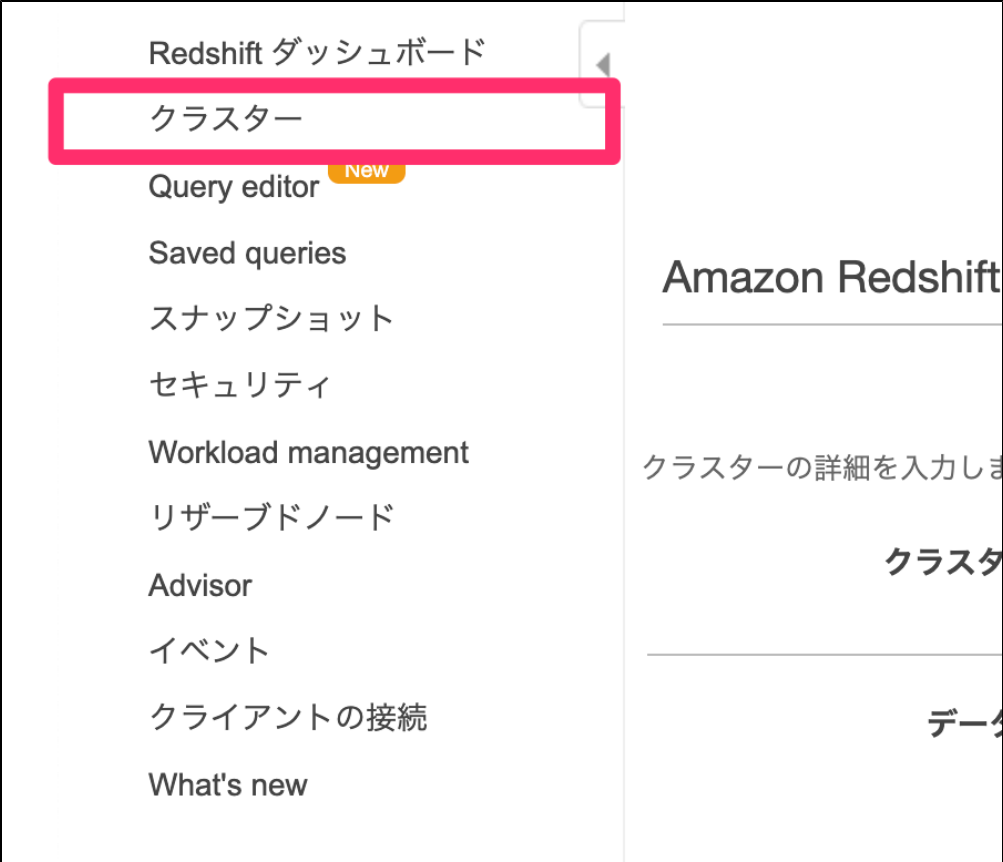 Redshift ダッシュボード
クラスター
Query editor New
Saved queries
スナップショット
セキュリティ
Workload management
リザーブドノード
Advisor
イベント
クライアントの接続
What's new
Amazon Redshift
クラスターの詳細を入力しま
クラスタ
データ